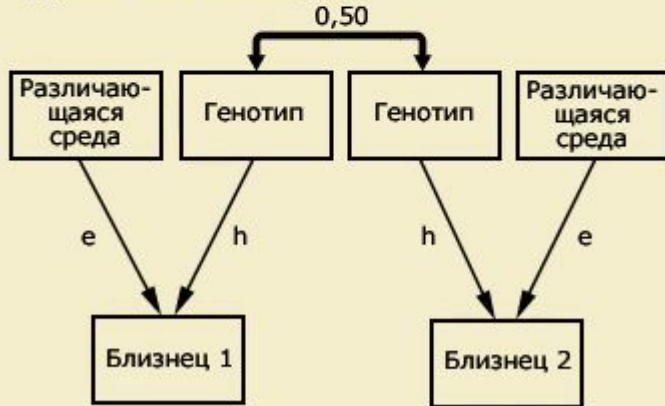 0,50
Различаю-
щаяся
среда
Генотип
Генотип
Различаю-
щаяся
среда
e
h
h
e
Близнец 1
Близнец 2